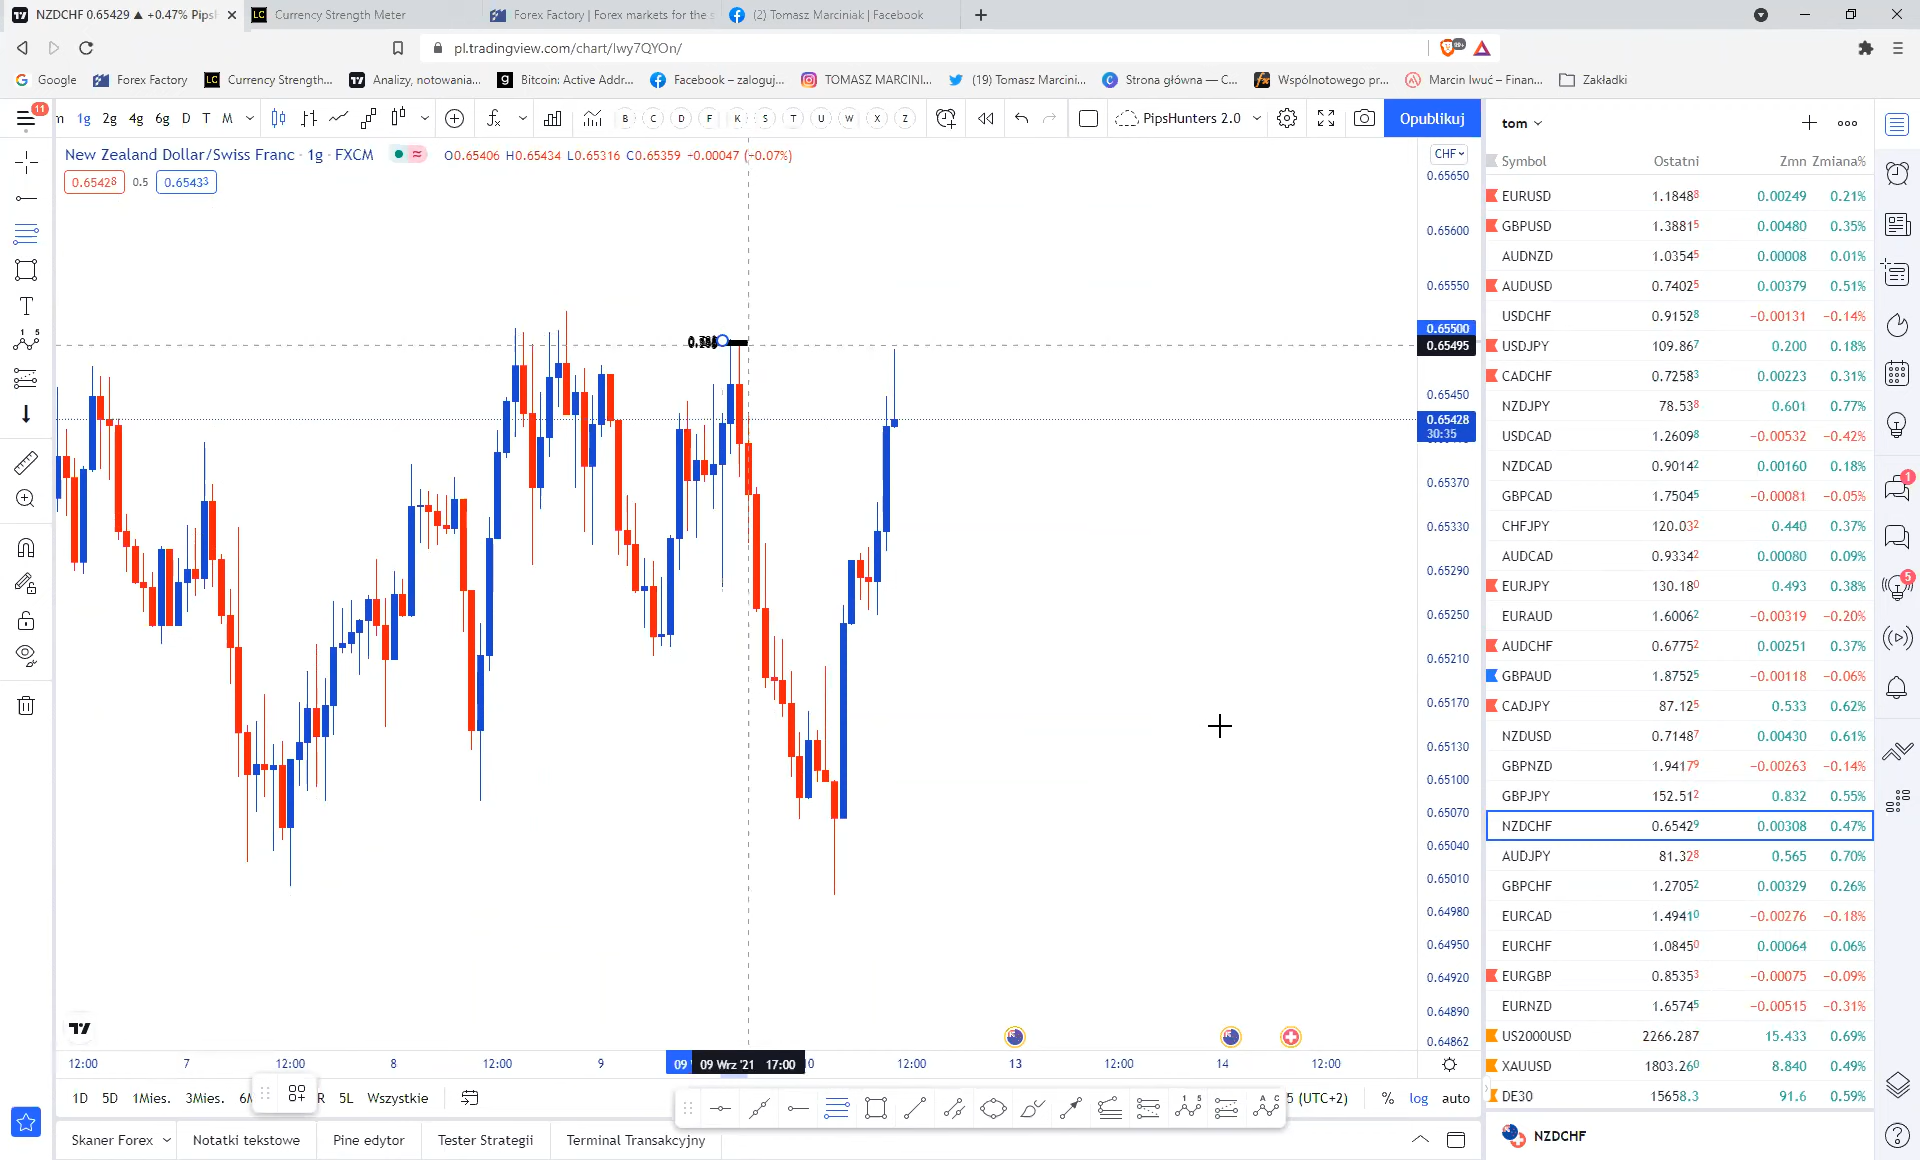 NZDCHF 0.65429 ▲ +0.47% Pips
Currency Strength Meter
Forex Factory | Forex markets for the s
(2) Tomasz Marciniak | Facebook
pl.tradingview.com/chart/Iwy7QYOn/
Google
Forex Factory
Currency Strength...
Analizy, notowania...
Bitcoin: Active Addr...
Facebook – zaloguj...
TOMASZ MARCINI...
(19) Tomasz Marcini...
Strona główna — C...
Wspólnotowego pr...
Marcin Iwuć – Finan...
Zakładki
11
m 1g 2g 4g 6g D T M
B C D F K S T U W X Z
PipsHunters 2.0
Opublikuj
New Zealand Dollar/Swiss Franc · 1g · FXCM
O0.65406 H0.65434 L0.65316 C0.65359 −0.00047 (−0.07%)
0.65428 0.5 0.65433
CHF
0.65650
0.65600
0.65550
0.65500
0.65495
0.65450
0.65428
30:35
0.65370
0.65330
0.65290
0.65250
0.65210
0.65170
0.65130
0.65100
0.65070
0.65040
0.65010
0.64980
0.64950
0.64920
0.64890
0.64862
12:00 7 12:00 8 12:00 9 09 09 Wrz '21 17:00 10 12:00 13 12:00 14 12:00
1D 5D 1Mies. 3Mies. 6M R 5L Wszystkie
5 (UTC+2) % log auto
Skaner Forex
Notatki tekstowe
Pine edytor
Tester Strategii
Terminal Transakcyjny
tom
Symbol Ostatni Zmn Zmiana%
EURUSD 1.18488 0.00249 0.21%
GBPUSD 1.38815 0.00480 0.35%
AUDNZD 1.03545 0.00008 0.01%
AUDUSD 0.74025 0.00379 0.51%
USDCHF 0.91528 −0.00131 −0.14%
USDJPY 109.867 0.200 0.18%
CADCHF 0.72583 0.00223 0.31%
NZDJPY 78.538 0.601 0.77%
USDCAD 1.26098 −0.00532 −0.42%
NZDCAD 0.90142 0.00160 0.18%
GBPCAD 1.75045 −0.00081 −0.05%
CHFJPY 120.032 0.440 0.37%
AUDCAD 0.93342 0.00080 0.09%
EURJPY 130.180 0.493 0.38%
EURAUD 1.60062 −0.00319 −0.20%
AUDCHF 0.67752 0.00251 0.37%
GBPAUD 1.87525 −0.00118 −0.06%
CADJPY 87.125 0.533 0.62%
NZDUSD 0.71487 0.00430 0.61%
GBPNZD 1.94179 −0.00263 −0.14%
GBPJPY 152.512 0.832 0.55%
NZDCHF 0.65429 0.00308 0.47%
AUDJPY 81.328 0.565 0.70%
GBPCHF 1.27052 0.00329 0.26%
EURCAD 1.49410 −0.00276 −0.18%
EURCHF 1.08450 0.00064 0.06%
EURGBP 0.85353 −0.00075 −0.09%
EURNZD 1.65745 −0.00515 −0.31%
US2000USD 2266.287 15.433 0.69%
XAUUSD 1803.260 8.840 0.49%
DE30 15658.3 91.6 0.59%
NZDCHF
1
5